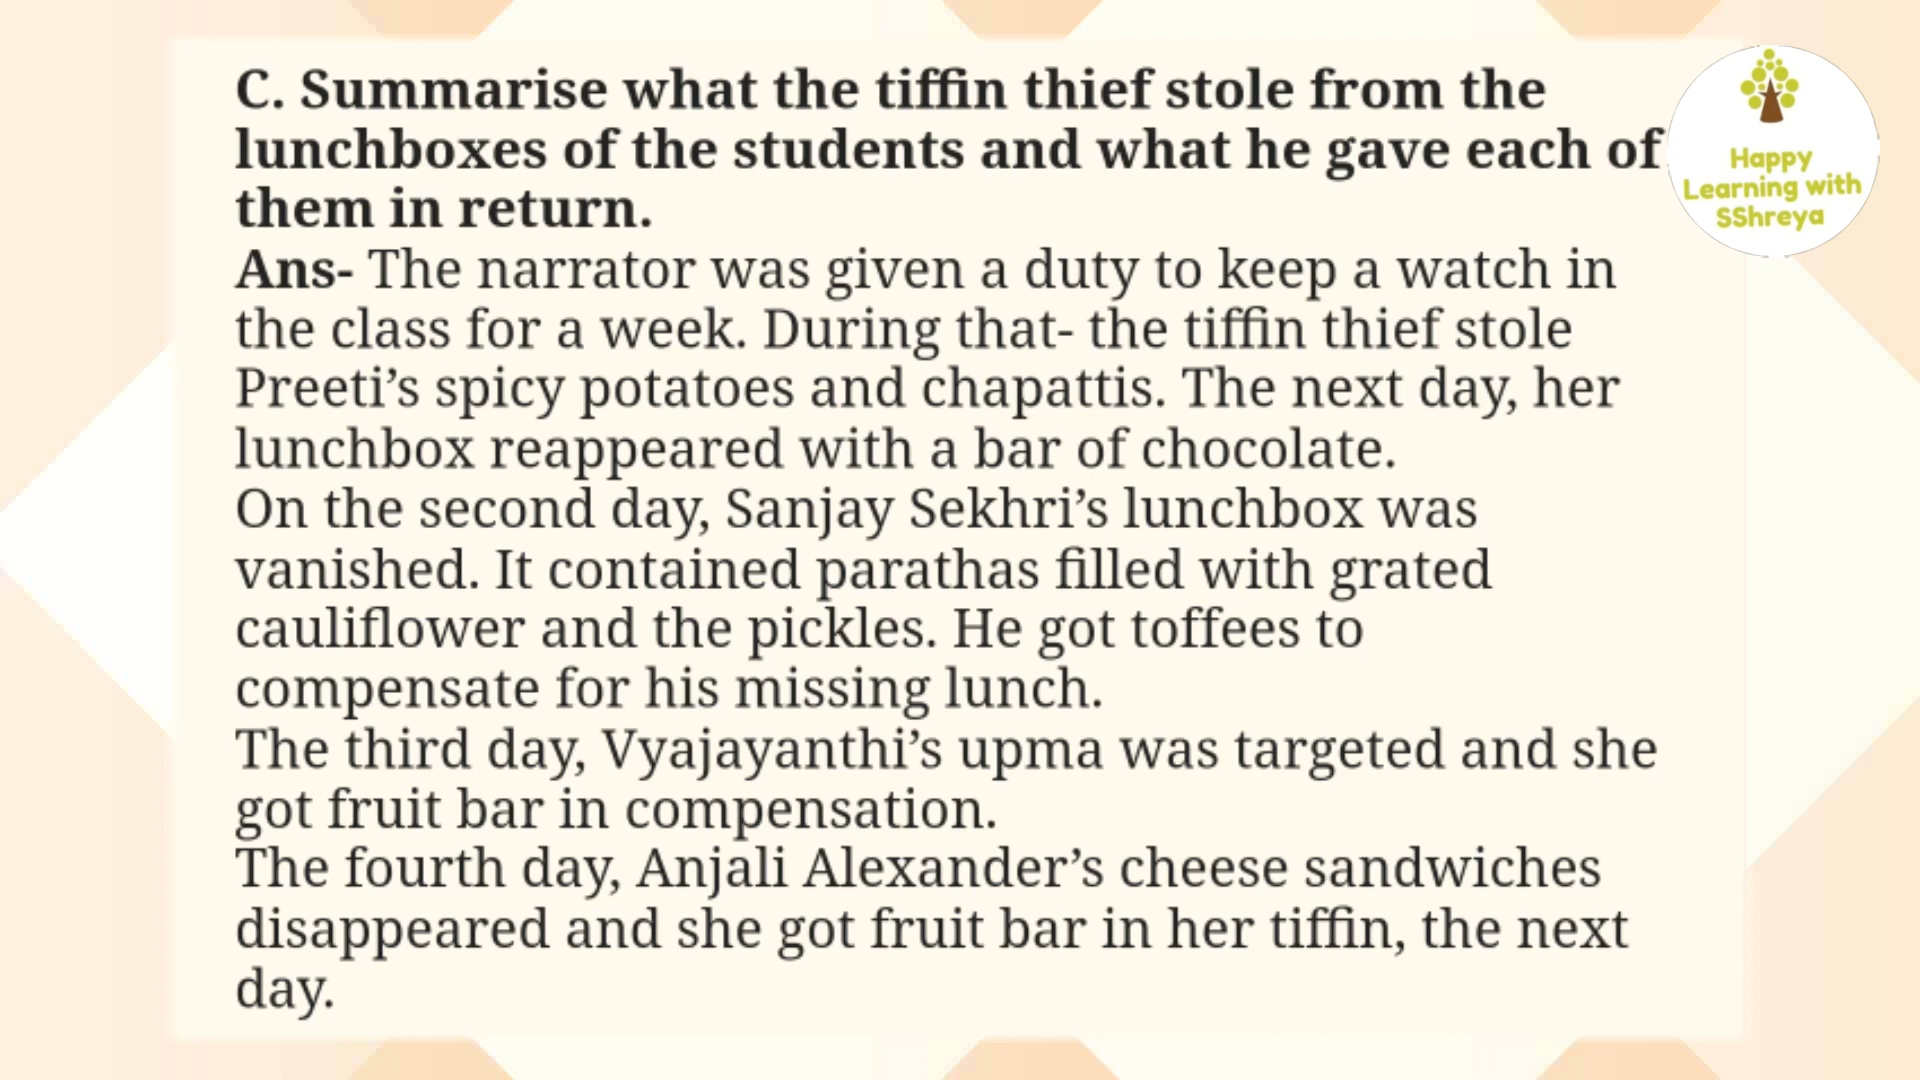 C. Summarise what the tiffin thief stole from the
lunchboxes of the students and what he gave each of
them in return.
Ans- The narrator was given a duty to keep a watch in
the class for a week. During that- the tiffin thief stole
Preeti’s spicy potatoes and chapattis. The next day, her
lunchbox reappeared with a bar of chocolate.
On the second day, Sanjay Sekhri’s lunchbox was
vanished. It contained parathas filled with grated
cauliflower and the pickles. He got toffees to
compensate for his missing lunch.
The third day, Vyajayanthi’s upma was targeted and she
got fruit bar in compensation.
The fourth day, Anjali Alexander’s cheese sandwiches
disappeared and she got fruit bar in her tiffin, the next
day.
Happy
Learning with
SShreya